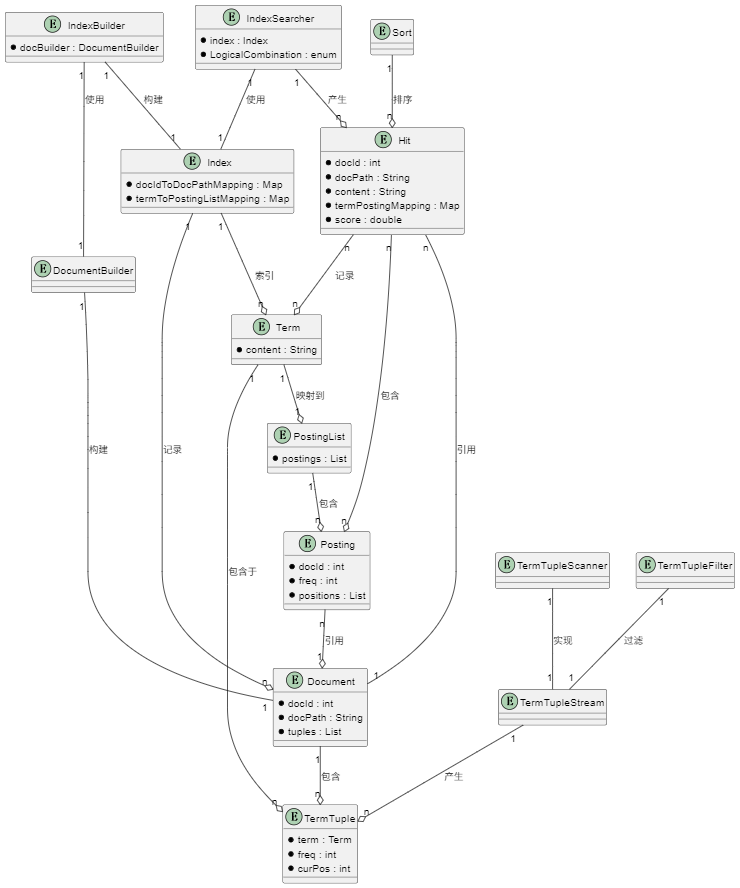 E IndexBuilder
docBuilder : DocumentBuilder
E IndexSearcher
index : Index
LogicalCombination : enum
E Sort
1
1
1
1
1
使用
构建
使用
产生
排序
1
1
n
n
E Index
docIdToDocPathMapping : Map
termToPostingListMapping : Map
E Hit
docId : int
docPath : String
content : String
termPostingMapping : Map
score : double
1
1
1
n
n
n
E DocumentBuilder
索引
记录
1
n
n
E Term
content : String
1
1
映射到
包含
1
E PostingList
postings : List
构建
记录
引用
1
包含
n
n
E Posting
docId : int
freq : int
positions : List
包含于
E TermTupleScanner
E TermTupleFilter
1
1
n
引用
实现
过滤
1
n
1
1
1
E Document
docId : int
docPath : String
tuples : List
1
E TermTupleStream
1
1
包含
产生
n
n
n
E TermTuple
term : Term
freq : int
curPos : int